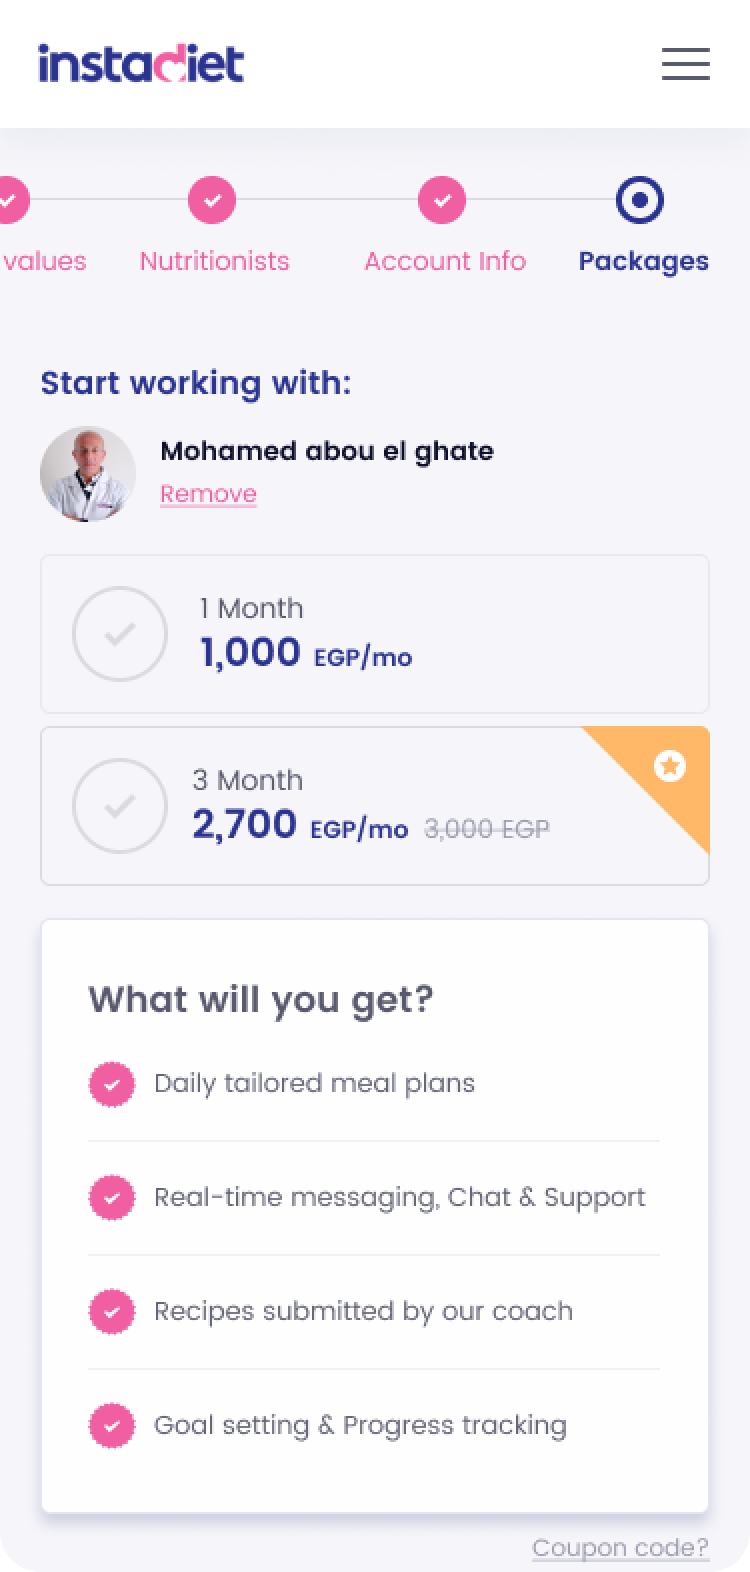 instadiet
values Nutritionists Account Info Packages
Start working with:
Mohamed abou el ghate
Remove
1 Month
1,000 EGP/mo
3 Month
2,700 EGP/mo 3,000 EGP
What will you get?
Daily tailored meal plans
Real-time messaging, Chat & Support
Recipes submitted by our coach
Goal setting & Progress tracking
Coupon code?